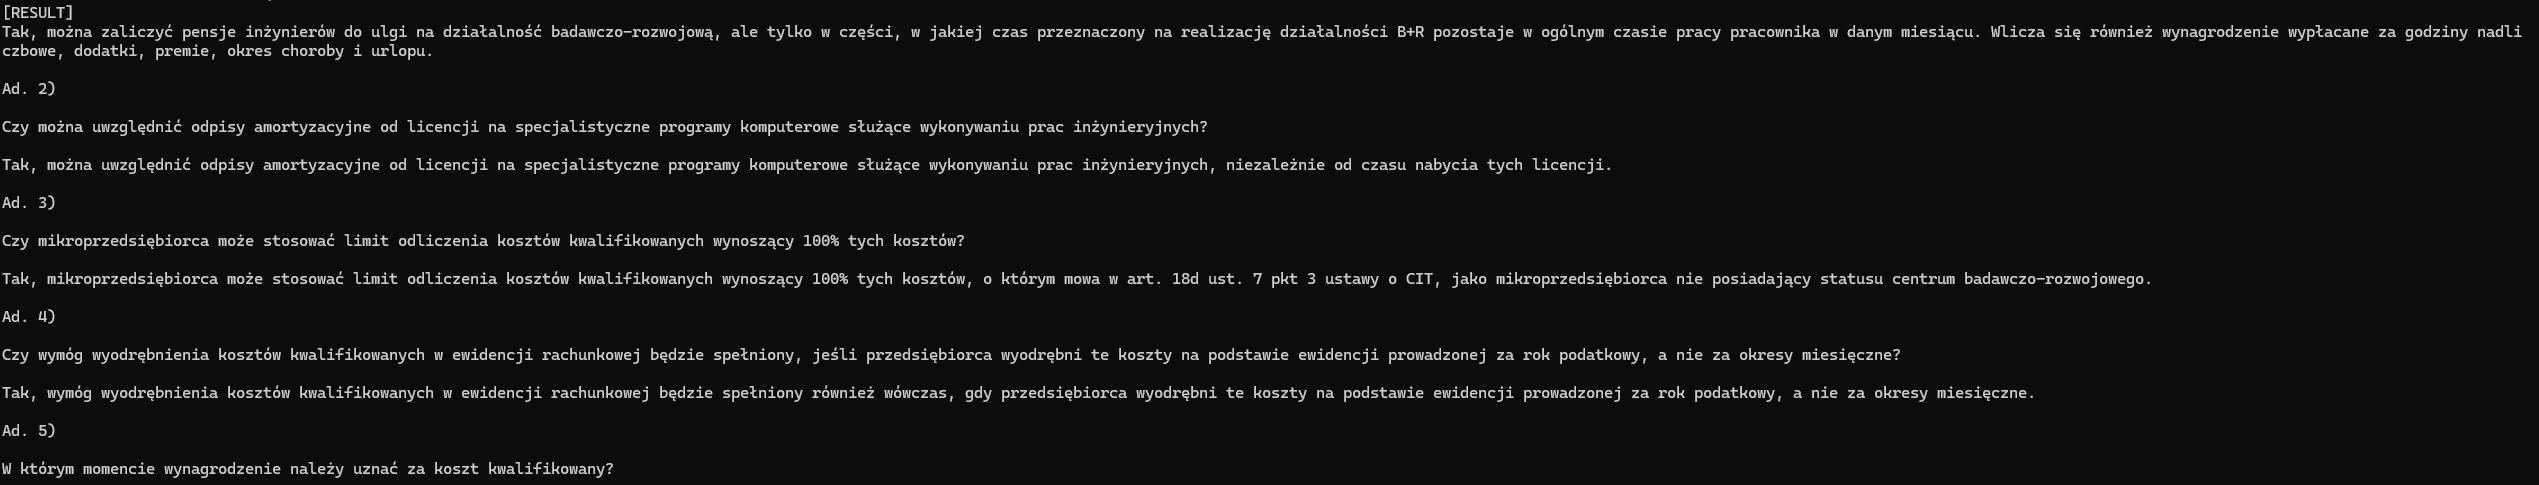 [RESULT]
Tak, można zaliczyć pensje inżynierów do ulgi na działalność badawczo-rozwojową, ale tylko w części, w jakiej czas przeznaczony na realizację działalności B+R pozostaje w ogólnym czasie pracy pracownika w danym miesiącu. Wlicza się również wynagrodzenie wypłacane za godziny nadli
czbowe, dodatki, premie, okres choroby i urlopu.
Ad. 2)
Czy można uwzględnić odpisy amortyzacyjne od licencji na specjalistyczne programy komputerowe służące wykonywaniu prac inżynieryjnych?
Tak, można uwzględnić odpisy amortyzacyjne od licencji na specjalistyczne programy komputerowe służące wykonywaniu prac inżynieryjnych, niezależnie od czasu nabycia tych licencji.
Ad. 3)
Czy mikroprzedsiębiorca może stosować limit odliczenia kosztów kwalifikowanych wynoszący 100% tych kosztów?
Tak, mikroprzedsiębiorca może stosować limit odliczenia kosztów kwalifikowanych wynoszący 100% tych kosztów, o którym mowa w art. 18d ust. 7 pkt 3 ustawy o CIT, jako mikroprzedsiębiorca nie posiadający statusu centrum badawczo-rozwojowego.
Ad. 4)
Czy wymóg wyodrębnienia kosztów kwalifikowanych w ewidencji rachunkowej będzie spełniony, jeśli przedsiębiorca wyodrębni te koszty na podstawie ewidencji prowadzonej za rok podatkowy, a nie za okresy miesięczne?
Tak, wymóg wyodrębnienia kosztów kwalifikowanych w ewidencji rachunkowej będzie spełniony również wówczas, gdy przedsiębiorca wyodrębni te koszty na podstawie ewidencji prowadzonej za rok podatkowy, a nie za okresy miesięczne.
Ad. 5)
W którym momencie wynagrodzenie należy uznać za koszt kwalifikowany?